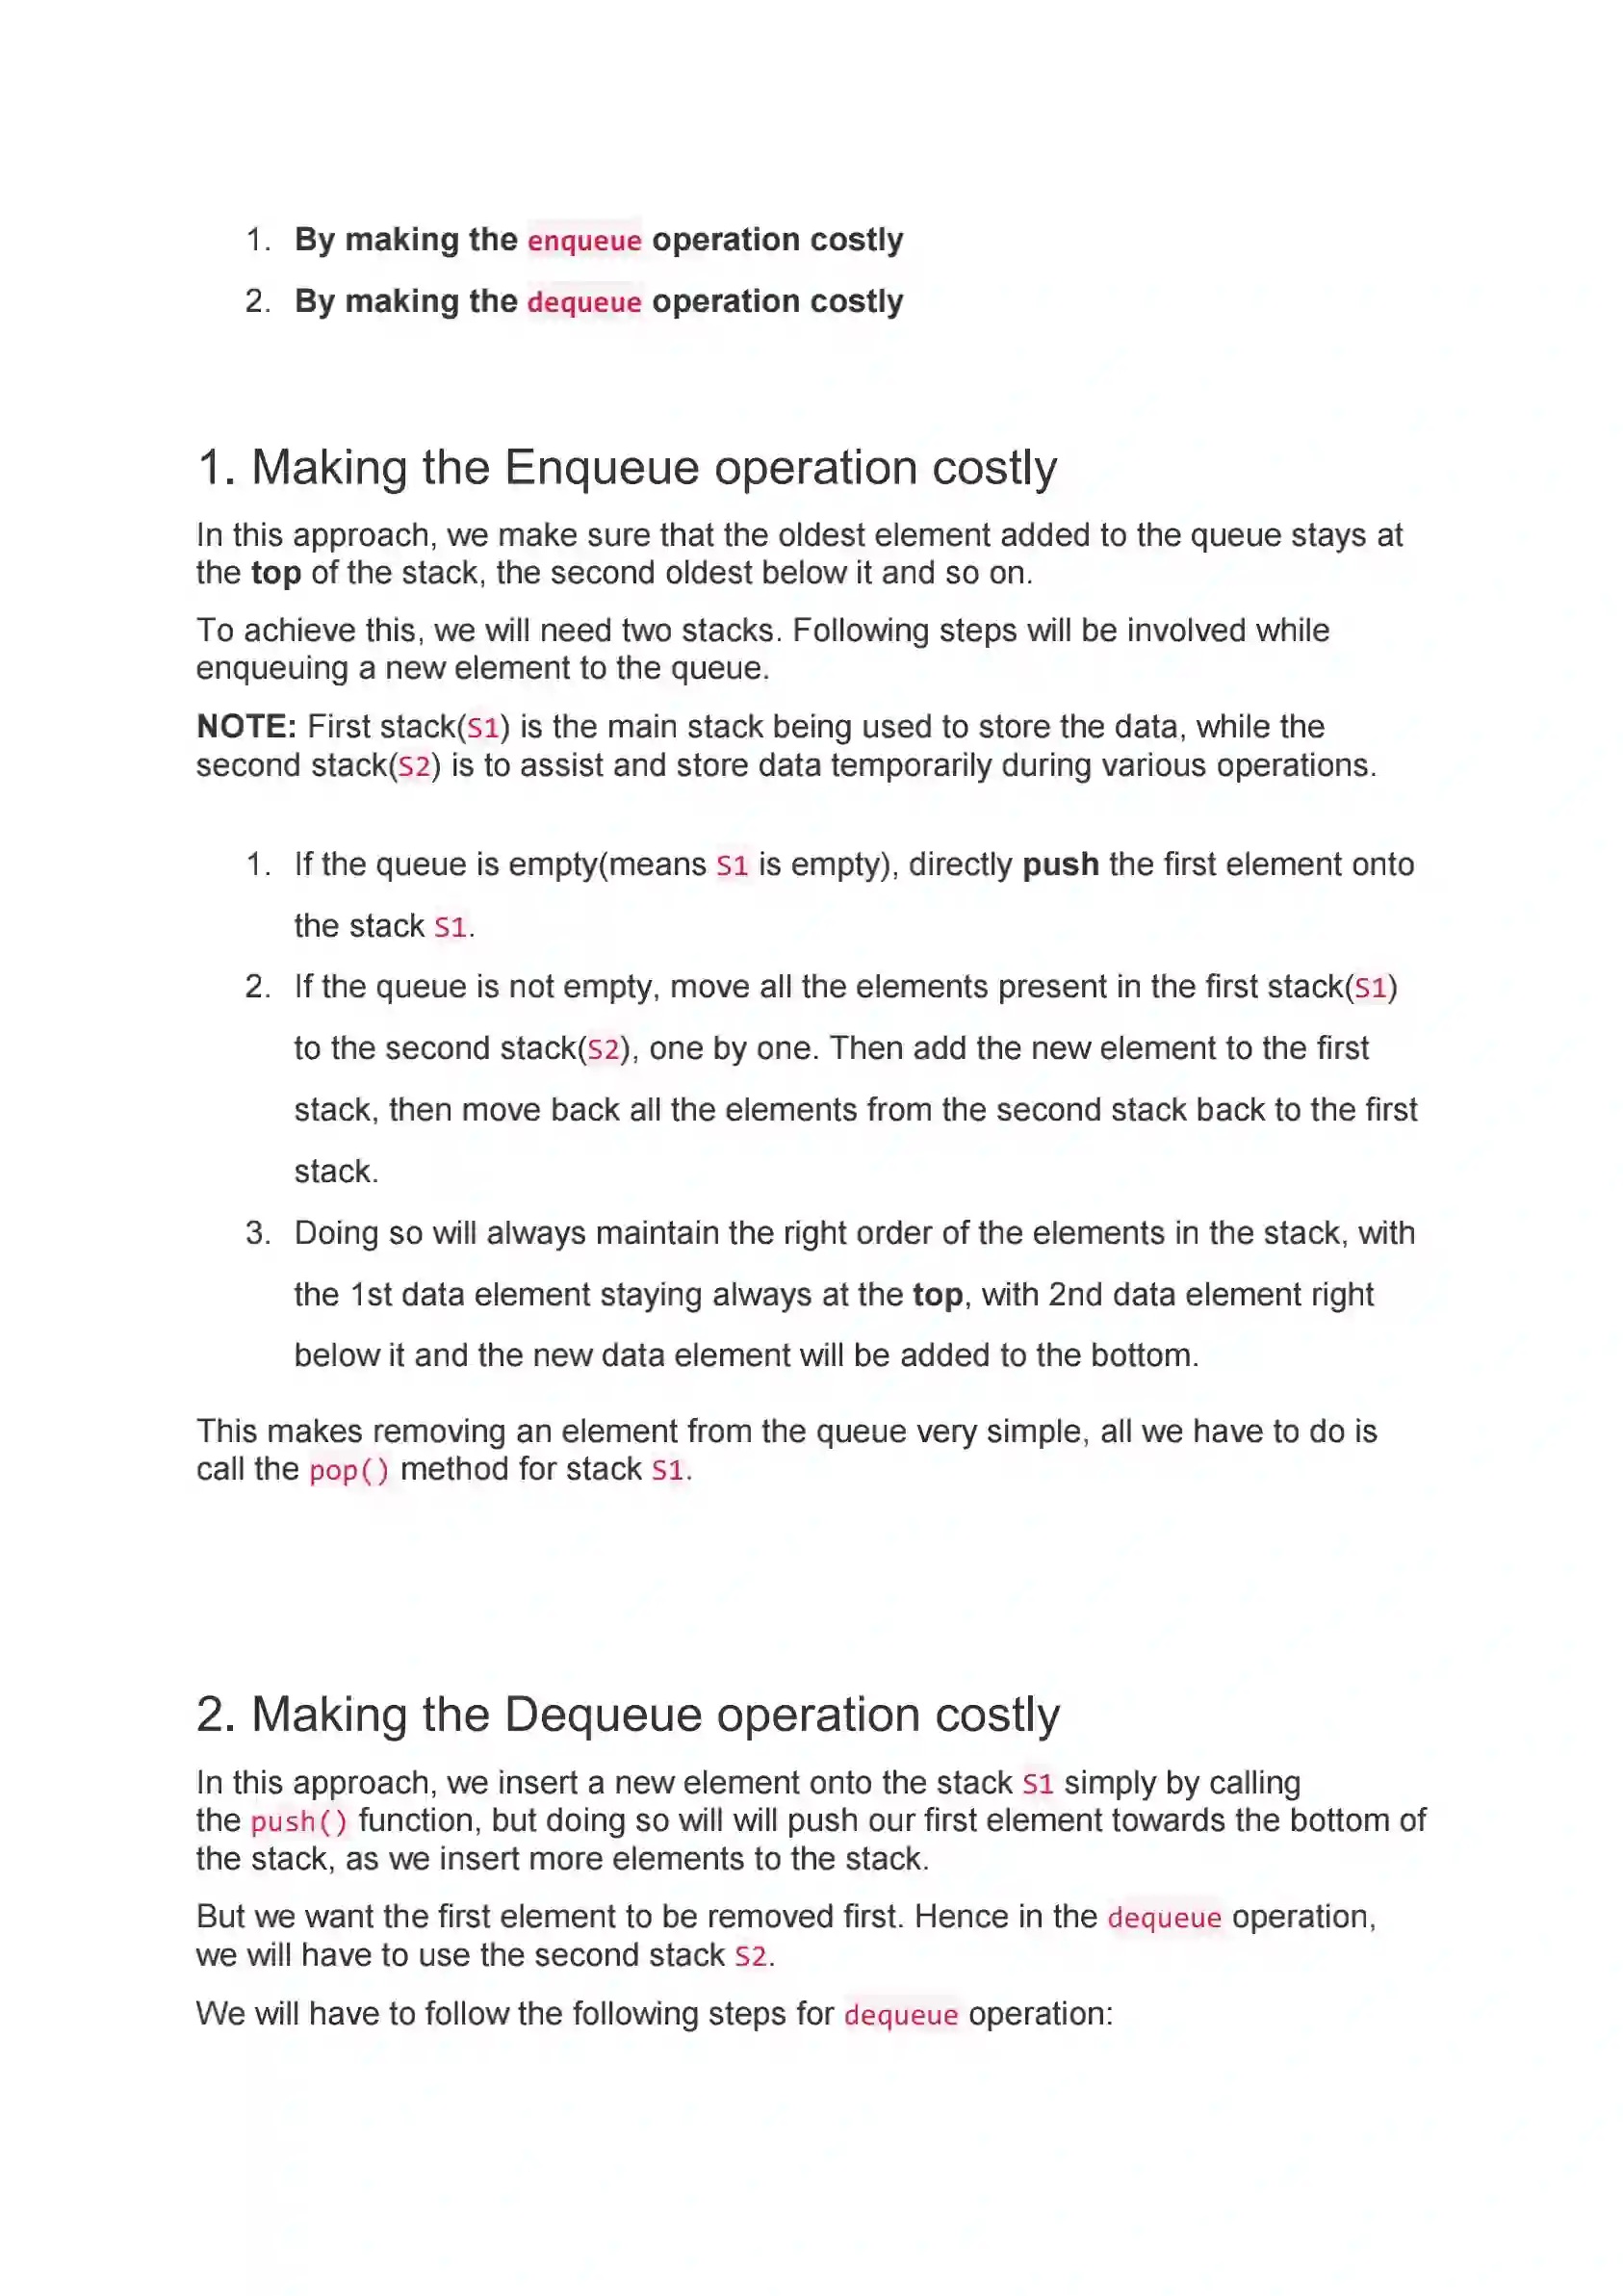 1. By making the enqueue operation costly
2. By making the dequeue operation costly
1. Making the Enqueue operation costly
In this approach, we make sure that the oldest element added to the queue stays at
the top of the stack, the second oldest below it and so on.
To achieve this, we will need two stacks. Following steps will be involved while
enqueuing a new element to the queue.
NOTE: First stack(S1) is the main stack being used to store the data, while the
second stack(S2) is to assist and store data temporarily during various operations.
1. If the queue is empty(means S1 is empty), directly push the first element onto
the stack S1.
2. If the queue is not empty, move all the elements present in the first stack(S1)
to the second stack(S2), one by one. Then add the new element to the first
stack, then move back all the elements from the second stack back to the first
stack.
3. Doing so will always maintain the right order of the elements in the stack, with
the 1st data element staying always at the top, with 2nd data element right
below it and the new data element will be added to the bottom.
This makes removing an element from the queue very simple, all we have to do is
call the pop() method for stack S1.
2. Making the Dequeue operation costly
In this approach, we insert a new element onto the stack S1 simply by calling
the push() function, but doing so will will push our first element towards the bottom of
the stack, as we insert more elements to the stack.
But we want the first element to be removed first. Hence in the dequeue operation,
we will have to use the second stack S2.
We will have to follow the following steps for dequeue operation: